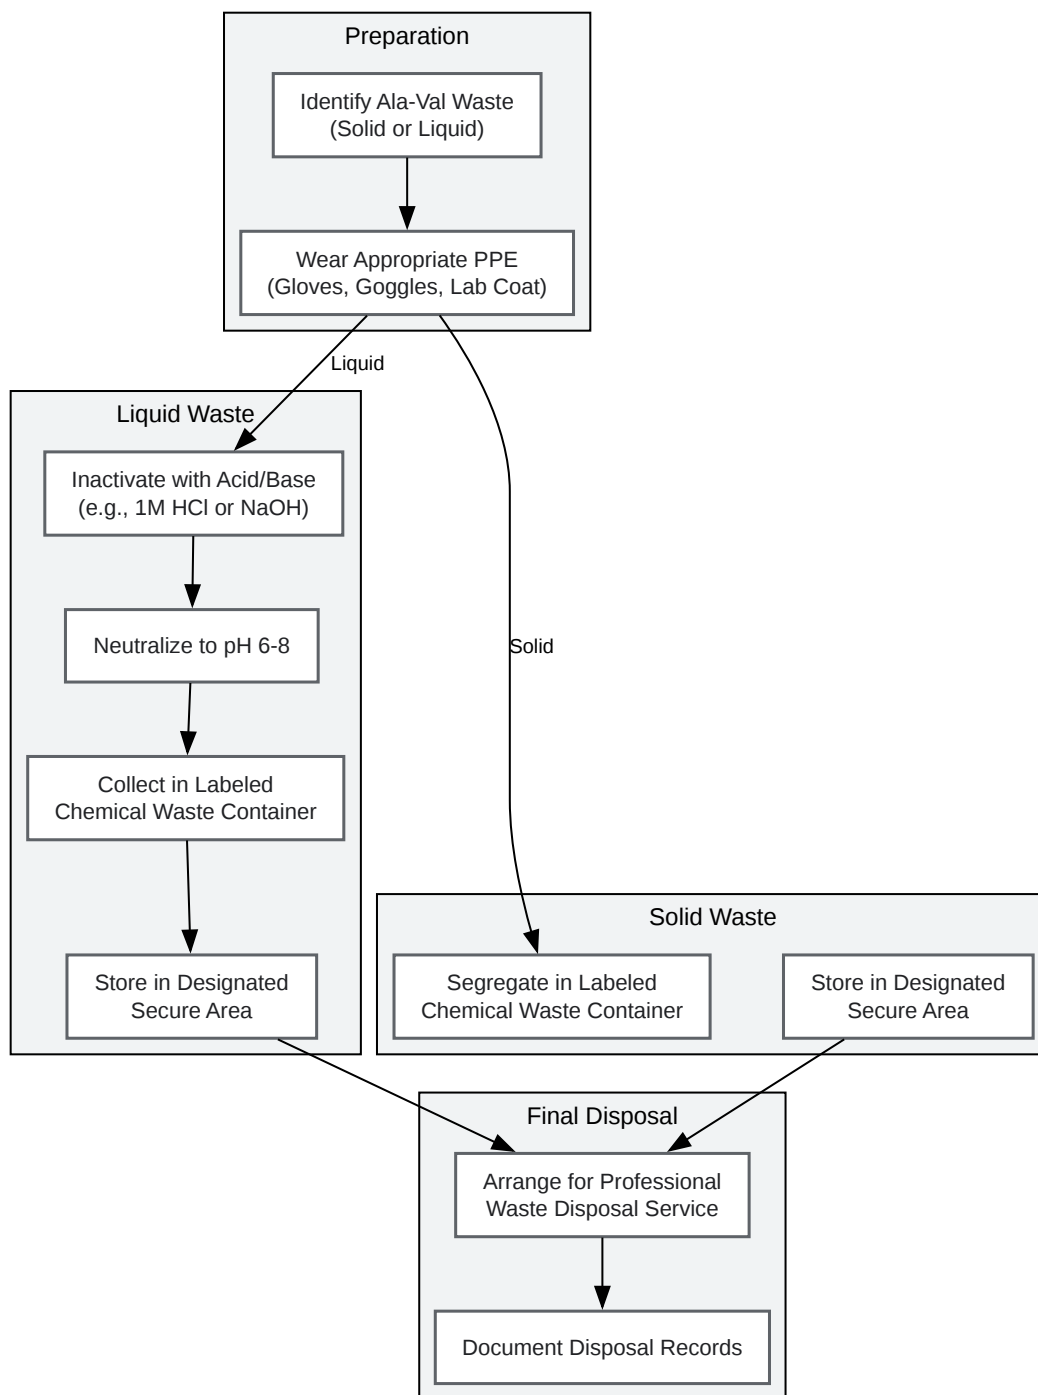 Preparation
Identify Ala-Val Waste
(Solid or Liquid)
Wear Appropriate PPE
(Gloves, Goggles, Lab Coat)
Liquid
Liquid Waste
Inactivate with Acid/Base
(e.g., 1M HCl or NaOH)
Neutralize to pH 6-8
Collect in Labeled
Chemical Waste Container
Store in Designated
Secure Area
Solid
Solid Waste
Segregate in Labeled
Chemical Waste Container
Store in Designated
Secure Area
Final Disposal
Arrange for Professional
Waste Disposal Service
Document Disposal Records